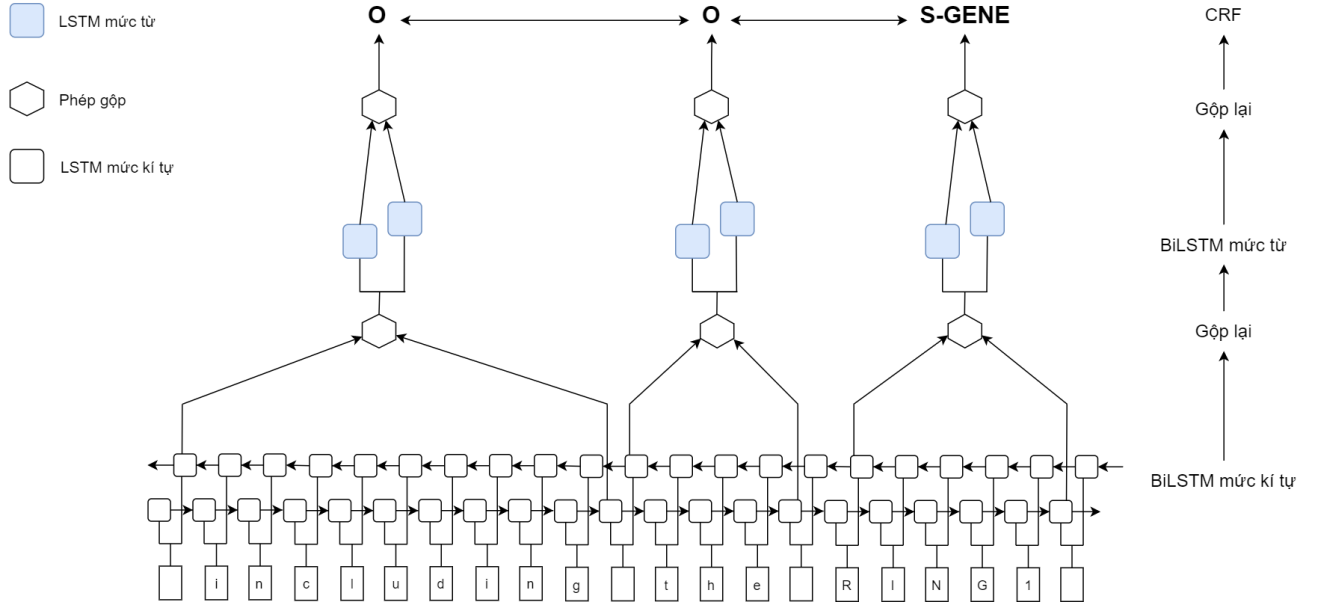 LSTM mức từ
Phép gộp
LSTM mức kí tự
O O S-GENE
CRF
Gộp lại
BiLSTM mức từ
Gộp lại
BiLSTM mức kí tự
i n c l u d i n g t h e R I N G 1